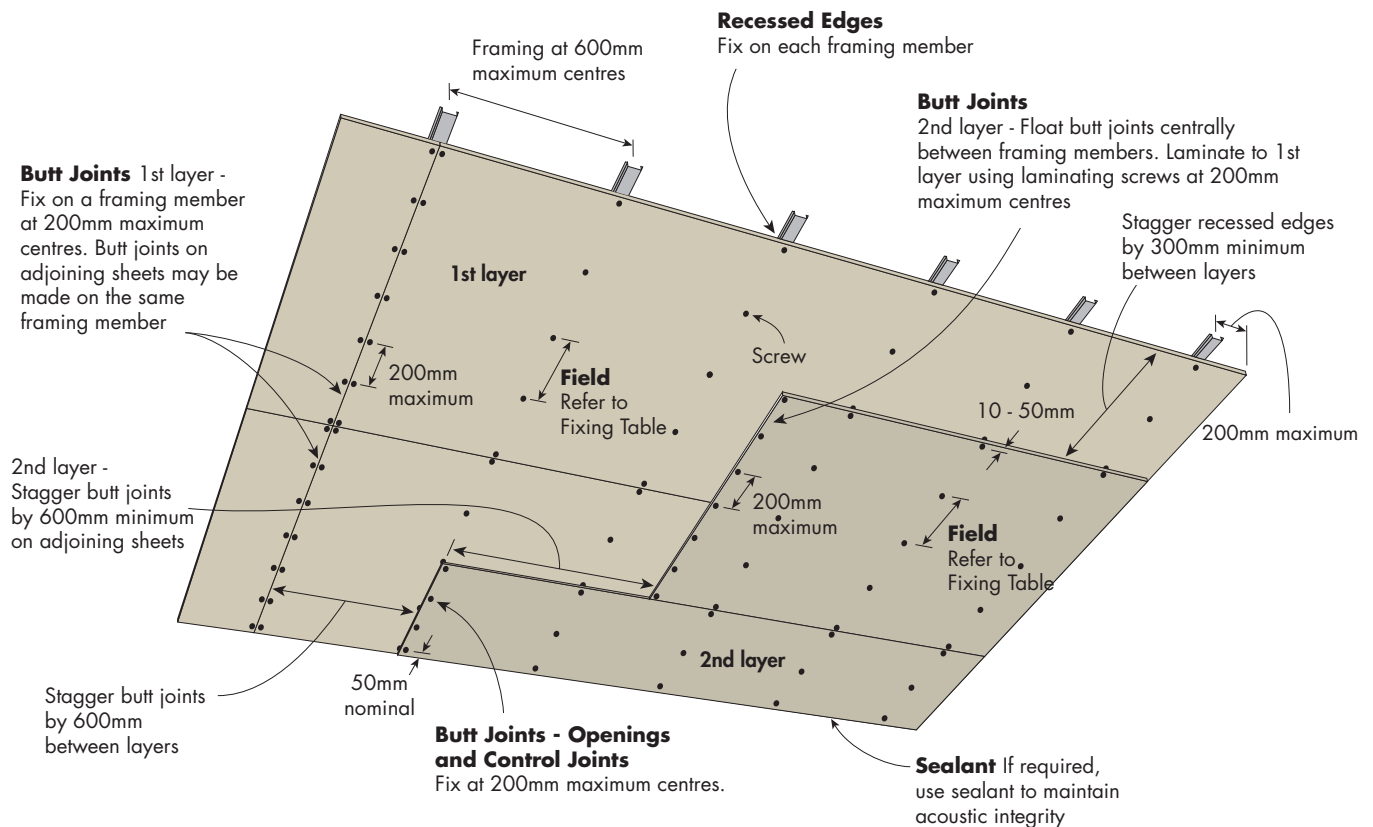 Recessed Edges
Fix on each framing member
Framing at 600mm
maximum centres
Butt Joints
2nd layer - Float butt joints centrally
between framing members. Laminate to 1st
layer using laminating screws at 200mm
maximum centres
Butt Joints 1st layer -
Fix on a framing member
at 200mm maximum
centres. Butt joints on
adjoining sheets may be
made on the same
framing member
Stagger recessed edges
by 300mm minimum
between layers
1st layer
Screw
200mm
maximum
Field
Refer to
Fixing Table
10 - 50mm
200mm maximum
2nd layer -
Stagger butt joints
by 600mm minimum
on adjoining sheets
200mm
maximum
Field
Refer to
Fixing Table
2nd layer
Stagger butt joints
by 600mm
between layers
50mm
nominal
Butt Joints - Openings
and Control Joints
Fix at 200mm maximum centres.
Sealant If required,
use sealant to maintain
acoustic integrity